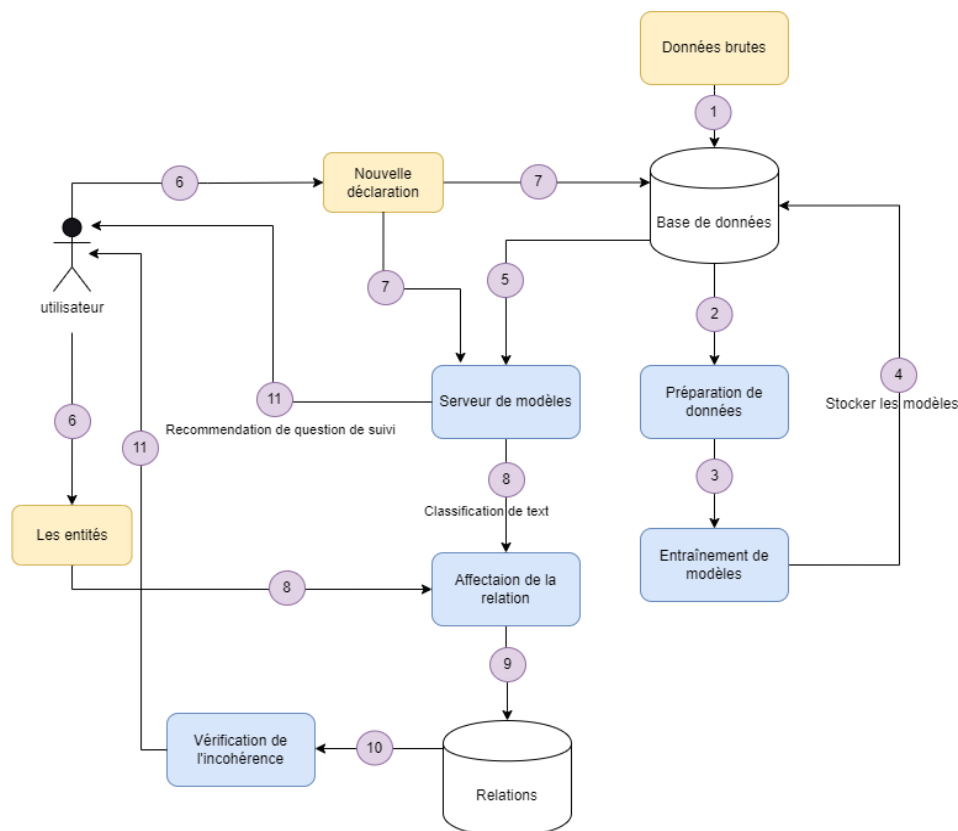 Données brutes
1
6
Nouvelle
déclaration
7
Base de données
utilisateur
7
5
2
4
Stocker les modèles
Serveur de modèles
Préparation de
données
11
Recommendation de question de suivi
6
11
8
Classification de text
3
Les entités
Entraînement de
modèles
8
Affectaion de la
relation
9
Vérification de
l'incohérence
10
Relations